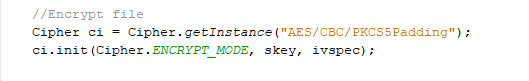 //Encrypt file
Cipher ci = Cipher.getInstance("AES/CBC/PKCS5Padding");
ci.init(Cipher.ENCRYPT_MODE, skey, ivspec);